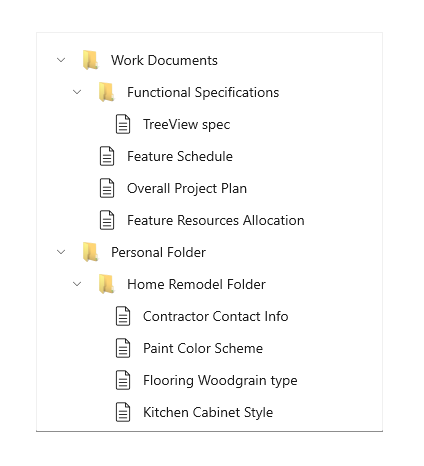 Work Documents
Functional Specifications
TreeView spec
Feature Schedule
Overall Project Plan
Feature Resources Allocation
Personal Folder
Home Remodel Folder
Contractor Contact Info
Paint Color Scheme
Flooring Woodgrain type
Kitchen Cabinet Style